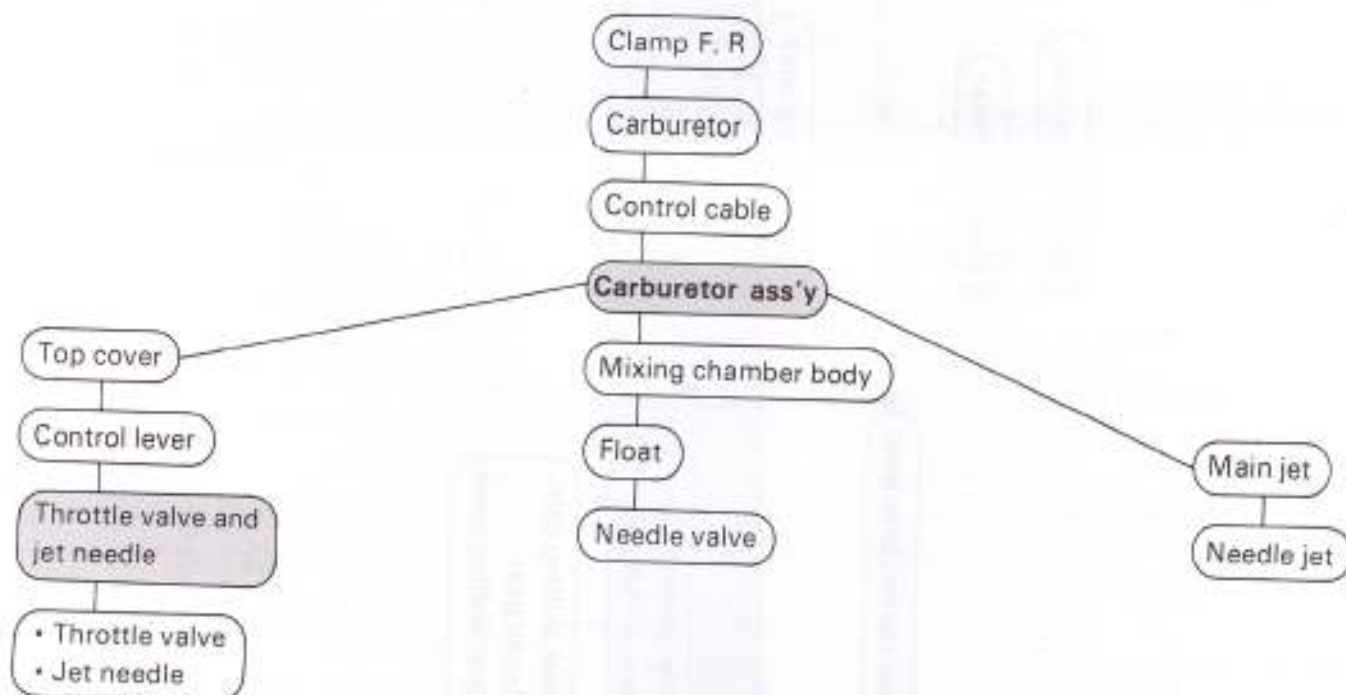 Clamp F, R
Carburetor
Control cable
Carburetor ass'y
Top cover
Control lever
Throttle valve and
jet needle
• Throttle valve
• Jet needle
Mixing chamber body
Float
Needle valve
Main jet
Needle jet